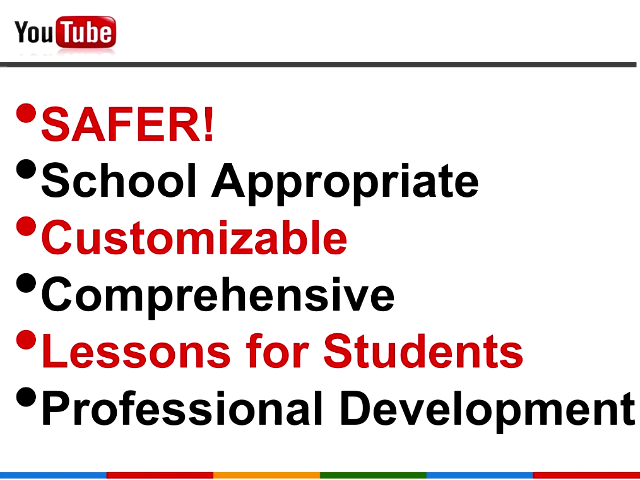 YouTube
•SAFER!
•School Appropriate
•Customizable
•Comprehensive
•Lessons for Students
•Professional Development